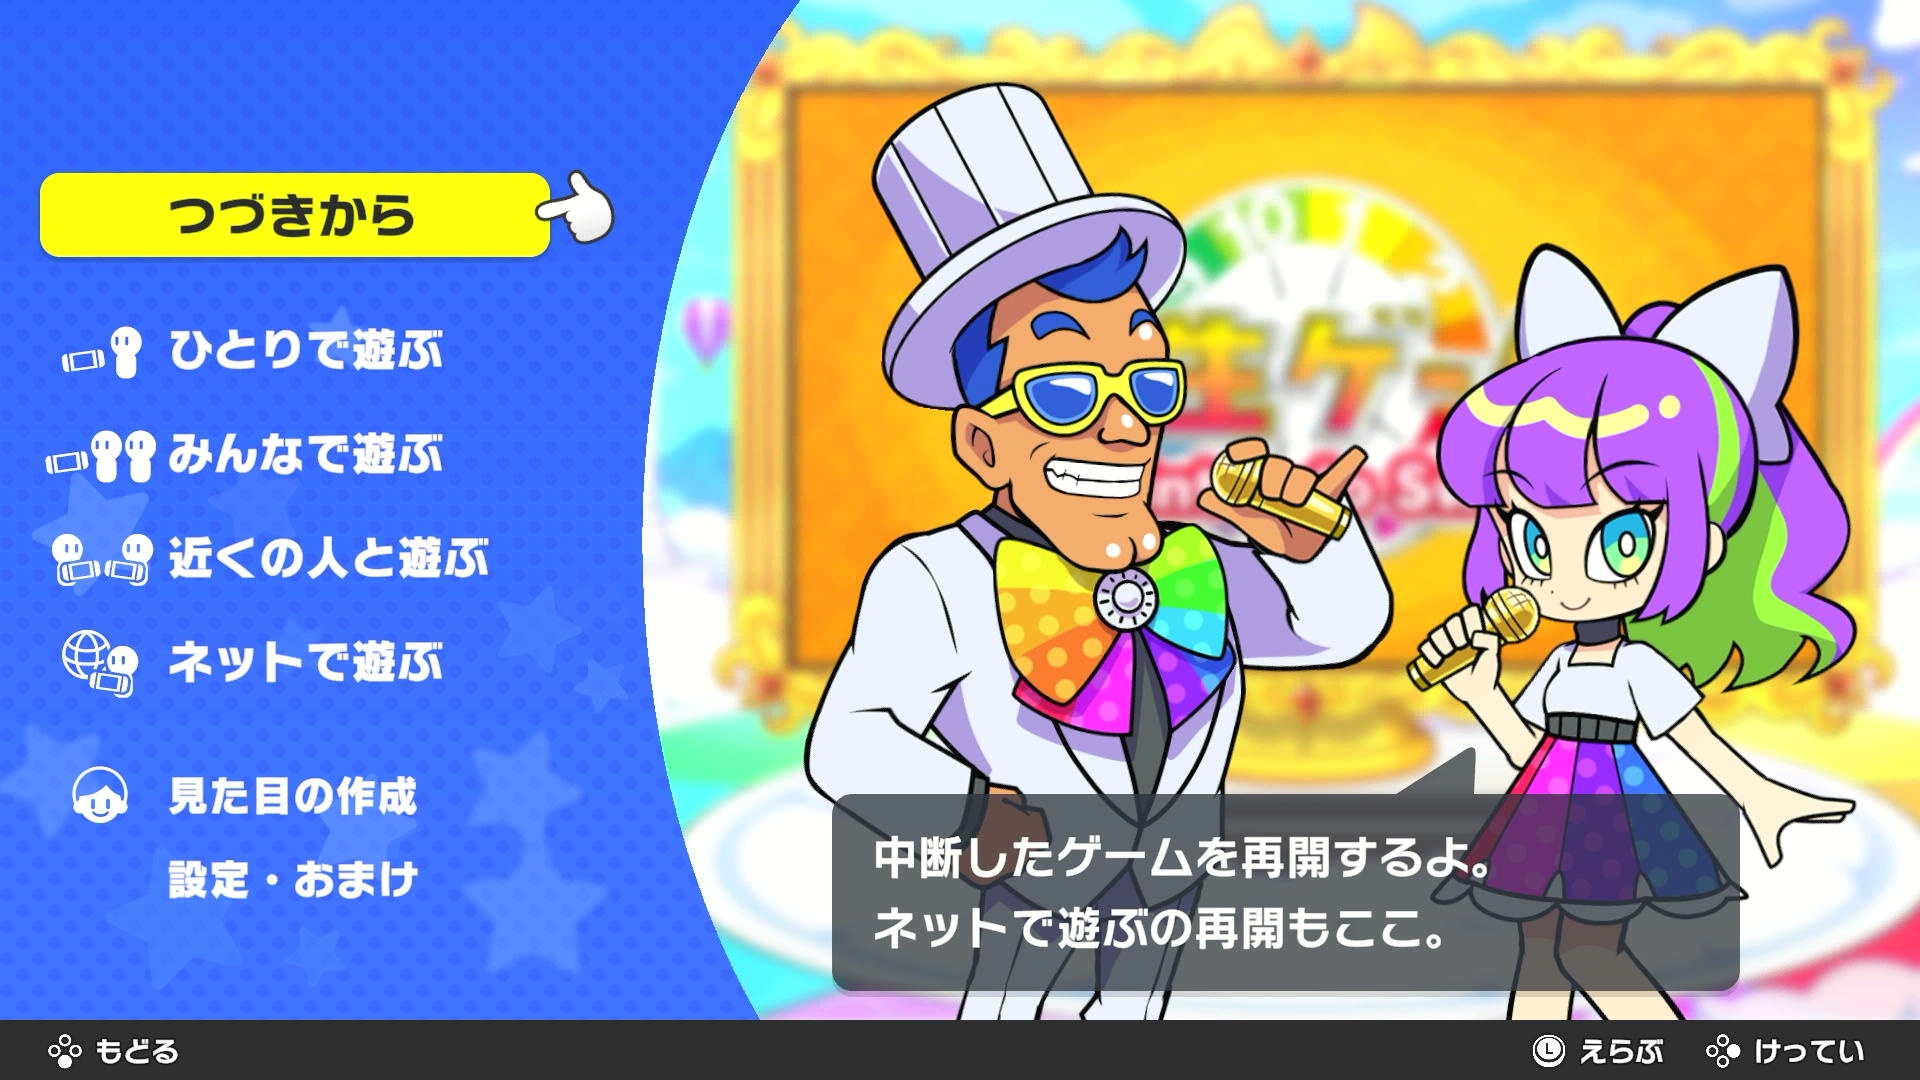 つづきから
ひとりで遊ぶ
みんなで遊ぶ
近くの人と遊ぶ
ネットで遊ぶ
見た目の作成
設定・おまけ
10
生ゲー
中断したゲームを再開するよ。
ネットで遊ぶの再開もここ。
もどる
L えらぶ
けってい